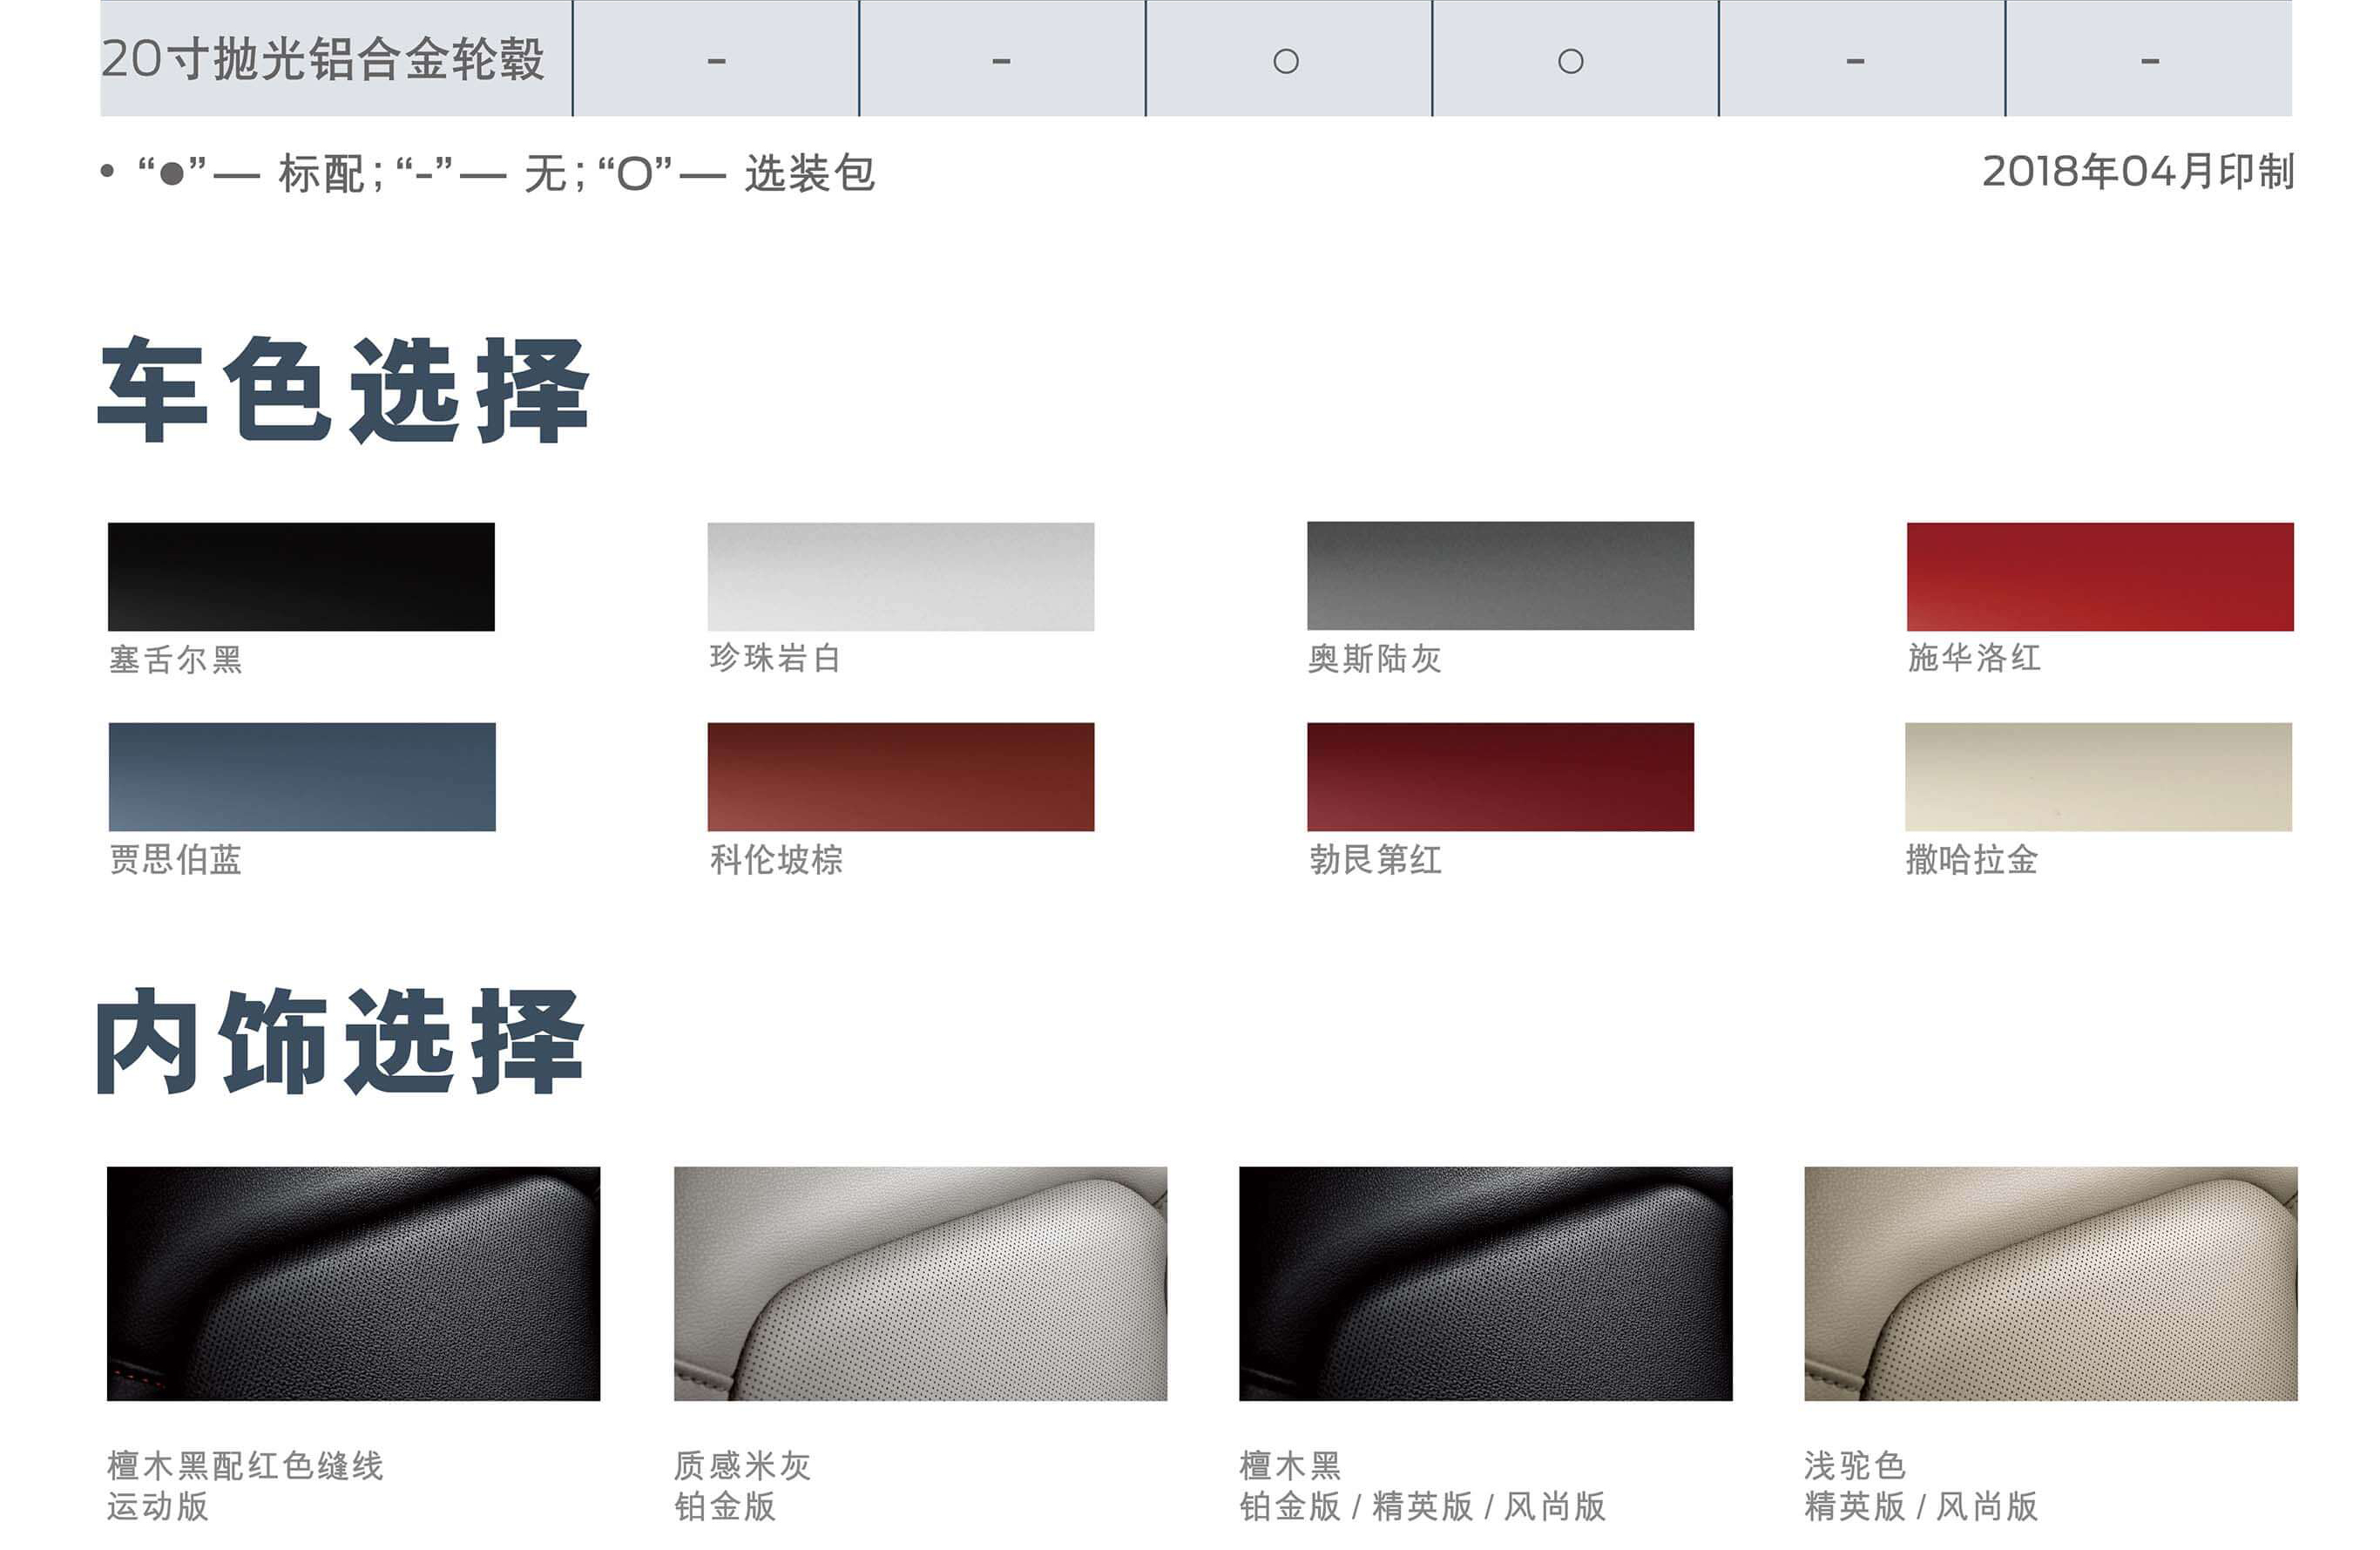 20寸抛光铝合金轮毂 - - ○ ○ - -
• “●”— 标配;“-”— 无;“O”— 选装包 2018年04月印制
车色选择
塞舌尔黑 珍珠岩白 奥斯陆灰 施华洛红
贾思伯蓝 科伦坡棕 勃艮第红 撒哈拉金
内饰选择
檀木黑配红色缝线 质感米灰 檀木黑 浅驼色
运动版 铂金版 铂金版 / 精英版 / 风尚版 精英版 / 风尚版